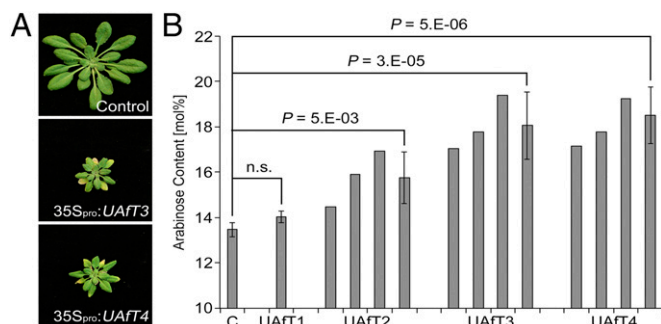 A
Control
35Spro:UAfT3
35Spro:UAfT4
B
P = 5.E-06
P = 3.E-05
P = 5.E-03
n.s.
Arabinose Content [mol%]
22
20
18
16
14
12
10
C UAfT1 UAfT2 UAfT3 UAfT4